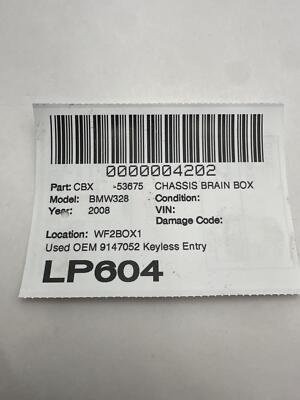 0000004202
Part: CBX -53675 CHASSIS BRAIN BOX
Model: BMW328 Condition:
Year: 2008 VIN:
Damage Code:
Location: WF2BOX1
Used OEM 9147052 Keyless Entry
LP604